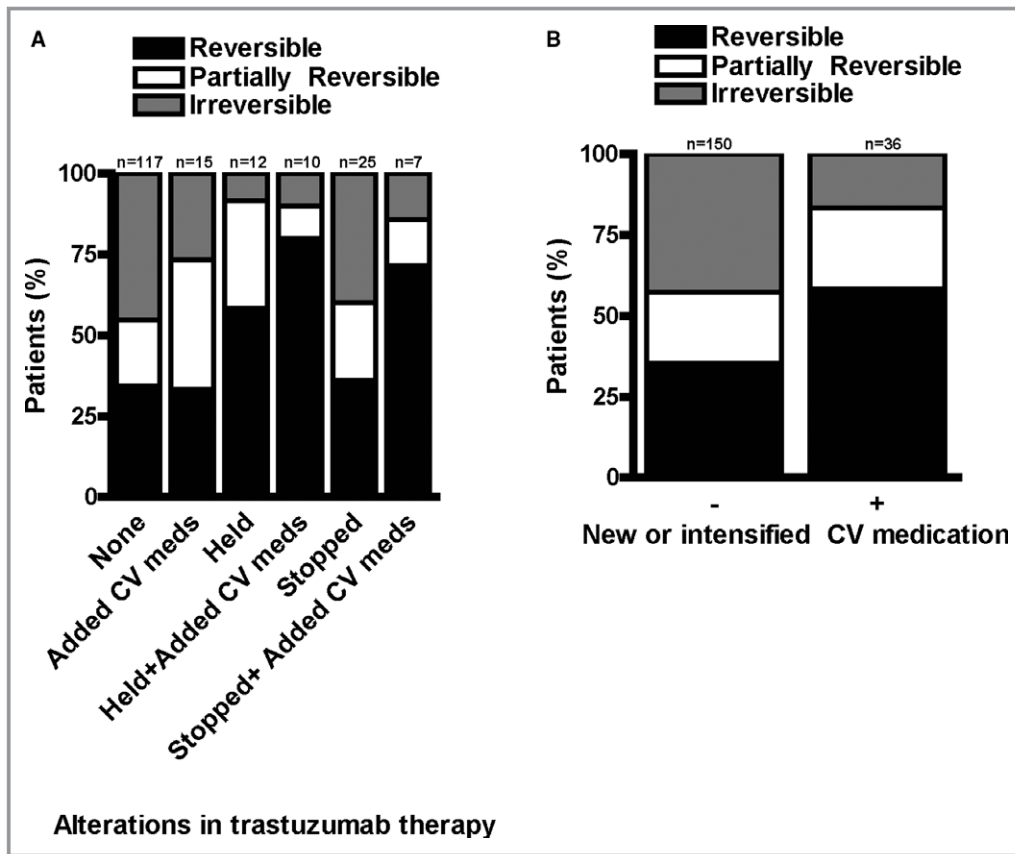 A
Reversible
Partially Reversible
Irreversible
n=117 n=15 n=12 n=10 n=25 n=7
100
75
50
25
0
Patients (%)
None
Added CV meds
Held
Held+Added CV meds
Stopped
Stopped+ Added CV meds
Alterations in trastuzumab therapy
B
Reversible
Partially Reversible
Irreversible
n=150 n=36
100
75
50
25
0
Patients (%)
- +
New or intensified CV medication